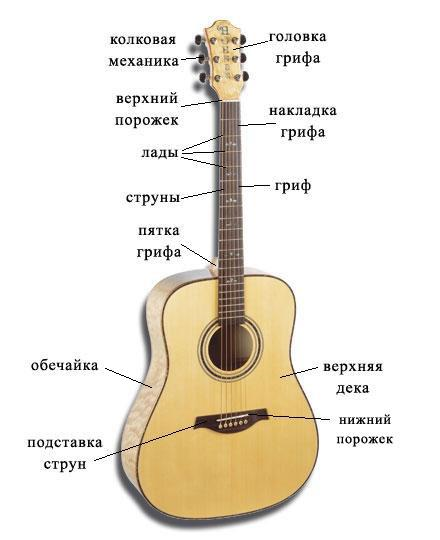 колковая
механика
головка
грифа
верхний
порожек
накладка
грифа
лады
струны
гриф
пятка
грифа
обечайка
верхняя
дека
нижний
порожек
подставка
струн